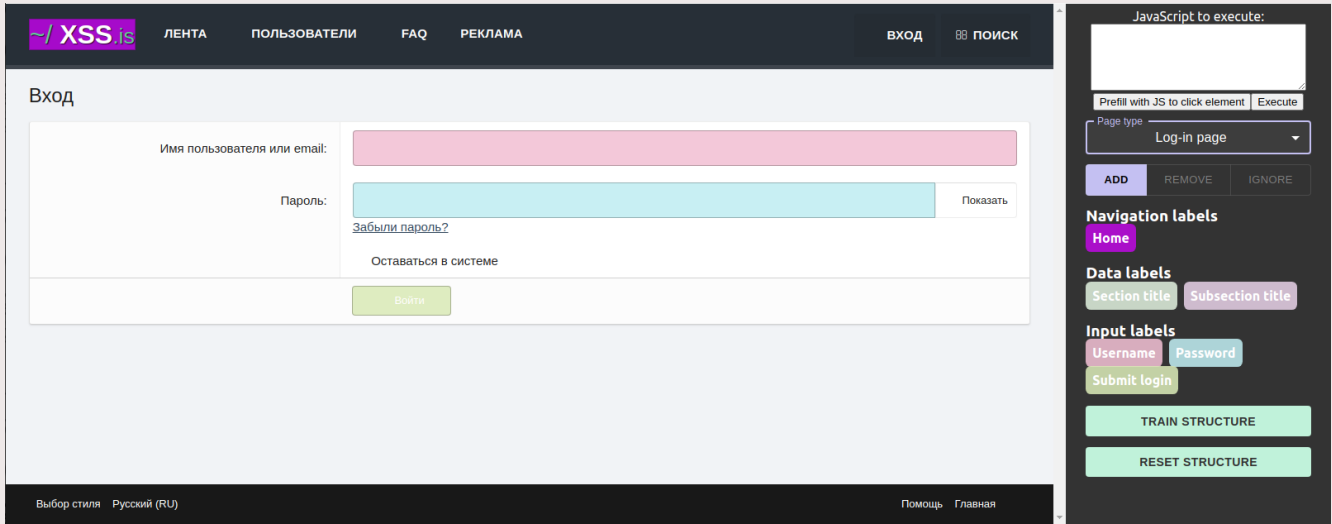 ~/ XSS.is ЛЕНТА ПОЛЬЗОВАТЕЛИ FAQ РЕКЛАМА ВХОД ПОИСК
Вход
Имя пользователя или email:
Пароль: Показать
Забыли пароль?
Оставаться в системе
Войти
Выбор стиля Русский (RU) Помощь Главная
JavaScript to execute:
Prefill with JS to click element Execute
Page type
Log-in page
ADD REMOVE IGNORE
Navigation labels
Home
Data labels
Section title Subsection title
Input labels
Username Password
Submit login
TRAIN STRUCTURE
RESET STRUCTURE